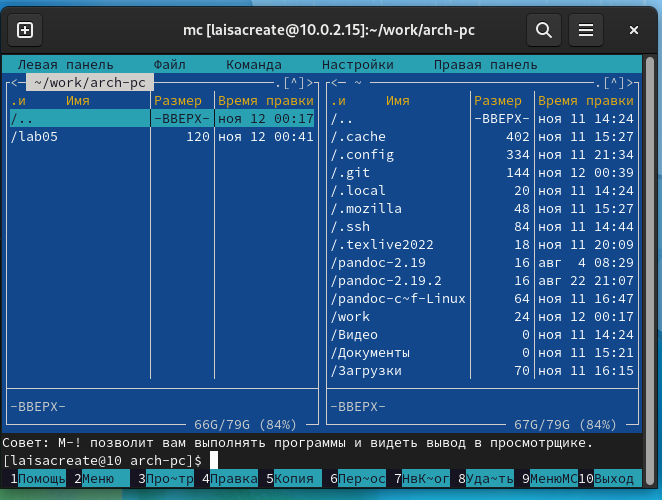 mc [laisacreate@10.0.2.15]:~/work/arch-pc
Левая панель Файл Команда Настройки Правая панель
<─ ~/work/arch-pc .[^]>
.и Имя Размер Время правки
/.. -ВВЕРХ- ноя 12 00:17
/lab05 120 ноя 12 00:41
-ВВЕРХ-
66G/79G (84%)
<─ ~ .[^]>
.и Имя Размер Время правки
/.. -ВВЕРХ- ноя 11 14:24
/.cache 402 ноя 11 15:27
/.config 334 ноя 11 21:34
/.git 144 ноя 12 00:39
/.local 20 ноя 11 14:24
/.mozilla 48 ноя 11 15:27
/.ssh 84 ноя 11 14:44
/.texlive2022 18 ноя 11 20:09
/pandoc-2.19 16 авг 4 08:29
/pandoc-2.19.2 16 авг 22 21:07
/pandoc-c~f-Linux 64 ноя 11 16:47
/work 24 ноя 12 00:17
/Видео 0 ноя 11 14:24
/Документы 0 ноя 11 15:21
/Загрузки 70 ноя 11 16:15
-ВВЕРХ-
67G/79G (84%)
Совет: M-! позволит вам выполнять программы и видеть вывод в просмотрщике.
[laisacreate@10 arch-pc]$
1Помощь 2Меню 3Про~тр 4Правка 5Копия 6Пер~ос 7НвК~ог 8Уда~ть 9МенюМС 10Выход